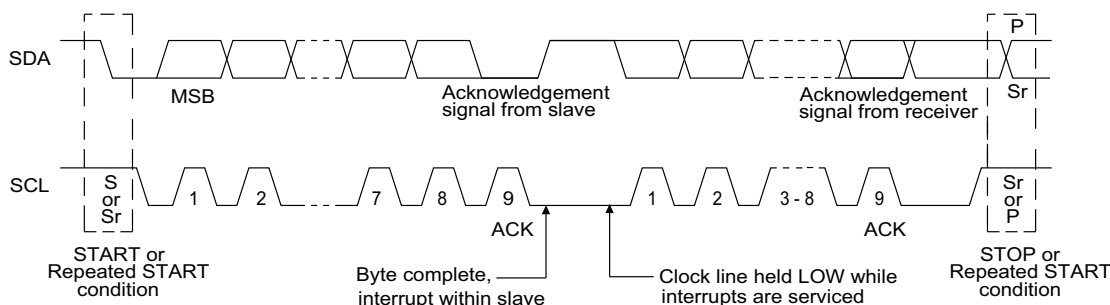 P
SDA
MSB
Acknowledgement
signal from slave
Acknowledgement
signal from receiver
Sr
SCL
S
or
Sr
1
2
7
8
9
1
2
3 - 8
9
Sr
or
P
ACK
ACK
START or
Repeated START
condition
Byte complete,
interrupt within slave
Clock line held LOW while
interrupts are serviced
STOP or
Repeated START
condition